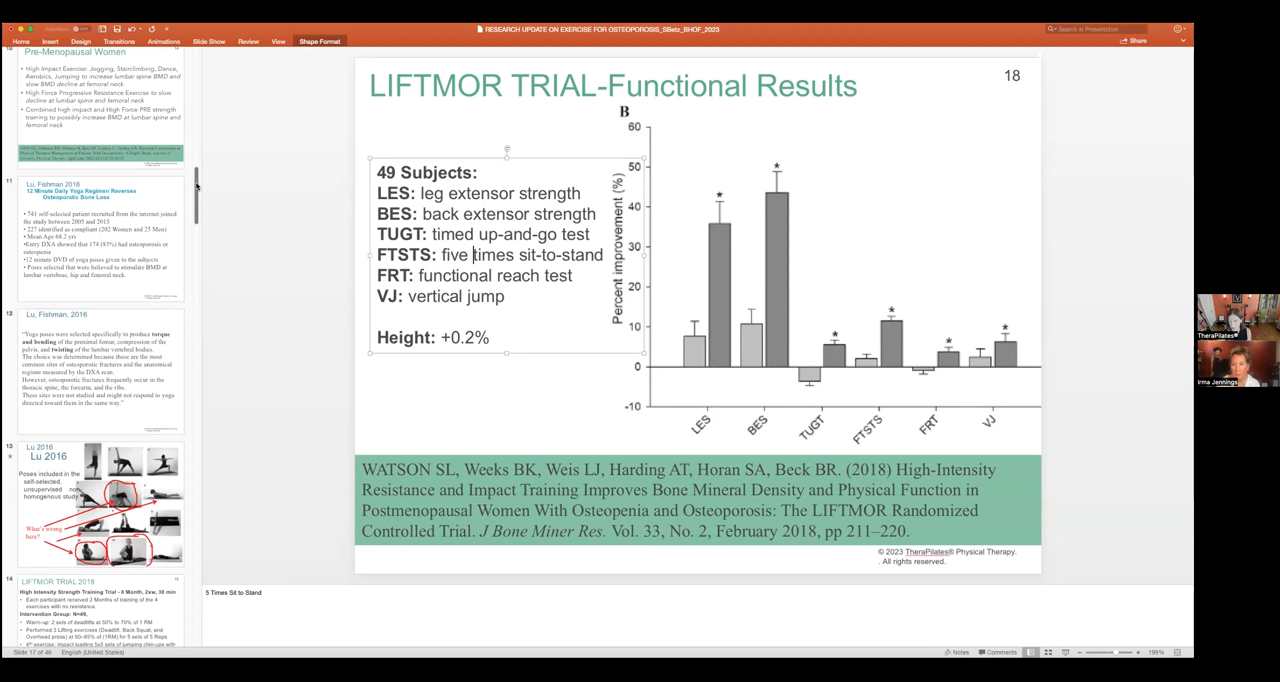 RESEARCH UPDATE ON EXERCISE FOR OSTEOPOROSIS_SBetz_BHOF_2023
Search in Presentation
Home Insert Design Transitions Animations Slide Show Review View Shape Format
Share
Pre-Menopausal Women
• High Impact Exercise: Jogging, Stairclimbing, Dance,
Aerobics, Jumping to increase lumbar spine BMD and
slow BMD decline at femoral neck
• High Force Progressive Resistance Exercise to slow
decline at lumbar spine and femoral neck
• Combined high impact and High Force PRE strength
training to possibly increase BMD at lumbar spine and
femoral neck
11
Lu, Fishman 2016
12 Minute Daily Yoga Regimen Reverses
Osteoporotic Bone Loss
• 741 self-selected patient recruited from the internet joined
the study between 2005 and 2015
• 227 identified as compliant (202 Women and 25 Men)
• Mean Age 68.2 yrs
•Entry DXA showed that 174 (83%) had osteoporosis or
osteopenia
•12 minute DVD of yoga poses given to the subjects
• Poses selected that were believed to stimulate BMD at
lumbar vertebrae, hip and femoral neck
12
Lu, Fishman, 2016
“Yoga poses were selected specifically to produce torque
and bending of the proximal femur, compression of the
pelvis, and twisting of the lumbar vertebral bodies.
The choice was determined because these are the most
common sites of osteoporotic fractures and the anatomical
regions measured by the DXA scan.
However, osteoporotic fractures frequently occur in the
thoracic spine, the forearm, and the ribs.
These sites were not studied and might not respond to yoga
directed toward them in the same way.”
13
Lu 2016
Lu 2016
Poses included in the
self-selected,
unsupervised non
homogenous study
What's wrong
here?
14
LIFTMOR TRIAL 2018
High Intensity Strength Training Trial - 8 Month, 2xw, 30 min
• Each participant received 2 Months of training of the 4
exercises with no resistance.
Intervention Group: N=49,
• Warm-up: 2 sets of deadlifts at 50% to 70% of 1 RM
• Performed 3 Lifting exercises (Deadlift, Back Squat, and
Overhead press) at 80-85% of (1RM) for 5 sets of 5 Reps
LIFTMOR TRIAL-Functional Results
18
49 Subjects:
LES: leg extensor strength
BES: back extensor strength
TUGT: timed up-and-go test
FTSTS: five times sit-to-stand
FRT: functional reach test
VJ: vertical jump
Height: +0.2%
B
Percent improvement (%)
60
50
40
30
20
10
0
-10
* * * * * *
LES BES TUGT FTSTS FRT VJ
WATSON SL, Weeks BK, Weis LJ, Harding AT, Horan SA, Beck BR. (2018) High-Intensity
Resistance and Impact Training Improves Bone Mineral Density and Physical Function in
Postmenopausal Women With Osteopenia and Osteoporosis: The LIFTMOR Randomized
Controlled Trial. J Bone Miner Res. Vol. 33, No. 2, February 2018, pp 211–220.
© 2023 TheraPilates® Physical Therapy.
. All rights reserved.
5 Times Sit to Stand
Slide 17 of 46 English (United States)
Notes Comments 199%
TheraPilates®
Irma Jennings